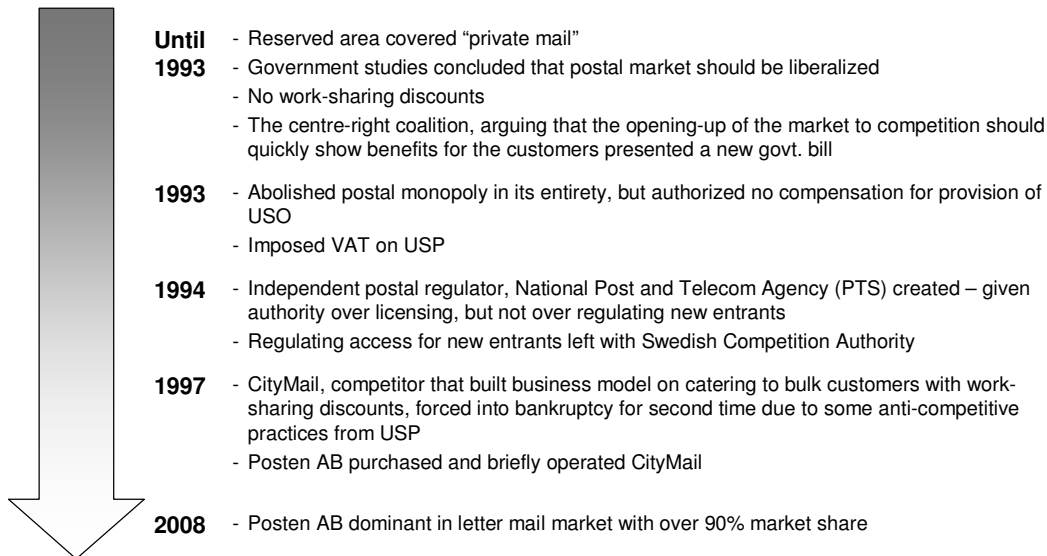 Until - Reserved area covered “private mail”
1993 - Government studies concluded that postal market should be liberalized
- No work-sharing discounts
- The centre-right coalition, arguing that the opening-up of the market to competition should
quickly show benefits for the customers presented a new govt. bill
1993 - Abolished postal monopoly in its entirety, but authorized no compensation for provision of
USO
- Imposed VAT on USP
1994 - Independent postal regulator, National Post and Telecom Agency (PTS) created – given
authority over licensing, but not over regulating new entrants
- Regulating access for new entrants left with Swedish Competition Authority
1997 - CityMail, competitor that built business model on catering to bulk customers with work-
sharing discounts, forced into bankruptcy for second time due to some anti-competitive
practices from USP
- Posten AB purchased and briefly operated CityMail
2008 - Posten AB dominant in letter mail market with over 90% market share